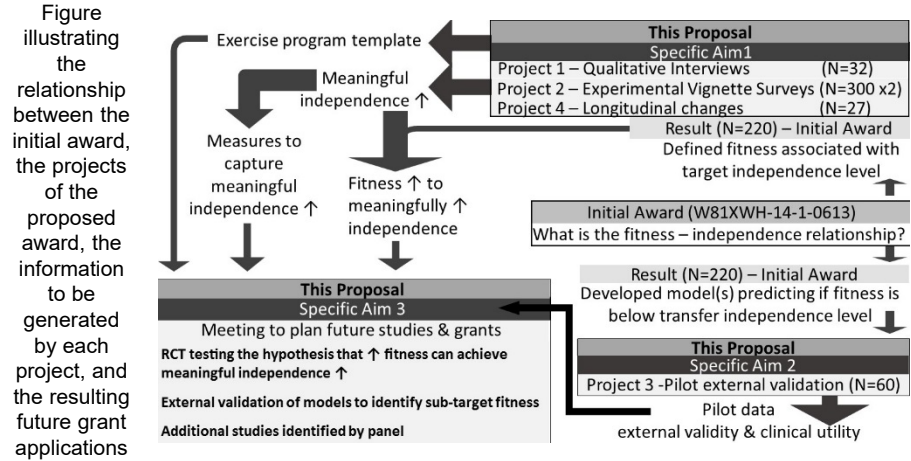 Figure
illustrating
the
relationship
between the
initial award,
the projects
of the
proposed
award, the
information
to be
generated
by each
project, and
the resulting
future grant
applications
Exercise program template
Meaningful
independence ↑
Measures to
capture
meaningful
independence ↑
Fitness ↑ to
meaningfully ↑
independence
This Proposal
Specific Aim1
Project 1 – Qualitative Interviews (N=32)
Project 2 – Experimental Vignette Surveys (N=300 x2)
Project 4 – Longitudinal changes (N=27)
Result (N=220) – Initial Award
Defined fitness associated with
target independence level
Initial Award (W81XWH-14-1-0613)
What is the fitness – independence relationship?
Result (N=220) – Initial Award
Developed model(s) predicting if fitness is
below transfer independence level
This Proposal
Specific Aim 2
Project 3 -Pilot external validation (N=60)
Pilot data
external validity & clinical utility
This Proposal
Specific Aim 3
Meeting to plan future studies & grants
RCT testing the hypothesis that ↑ fitness can achieve
meaningful independence ↑
External validation of models to identify sub-target fitness
Additional studies identified by panel